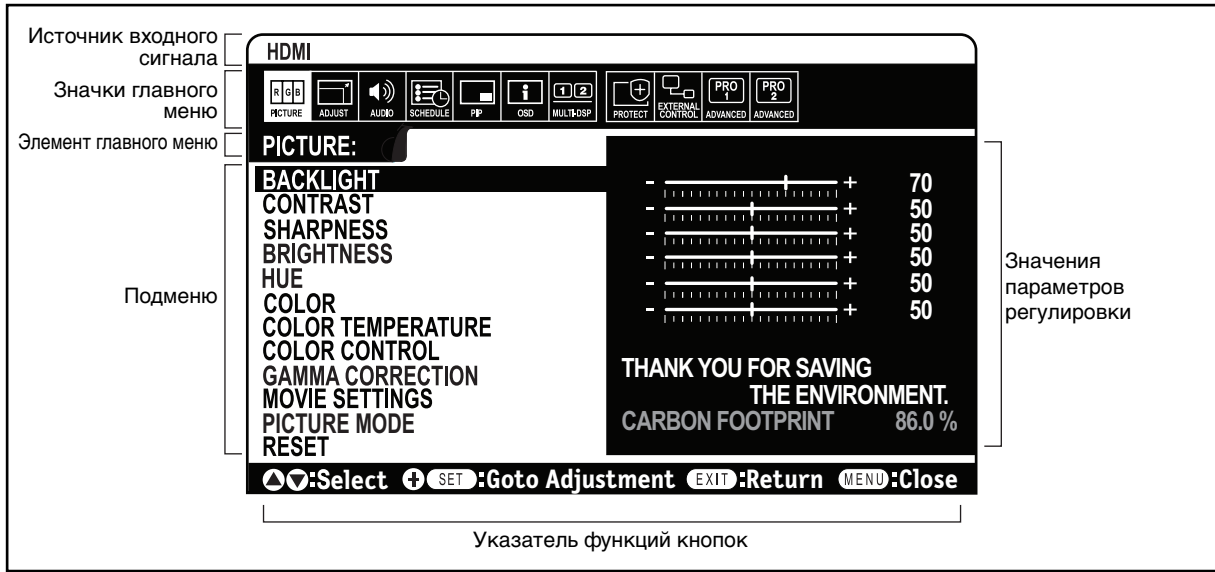 Источник входного
сигнала
HDMI
Значки главного
меню
R G B
PICTURE
ADJUST
AUDIO
SCHEDULE
PIP
OSD
1 2
MULTI-DSP
PROTECT
EXTERNAL
CONTROL
PRO
1
ADVANCED
PRO
2
ADVANCED
Элемент главного меню
PICTURE:
Подменю
BACKLIGHT - + 70
CONTRAST - + 50
SHARPNESS - + 50
BRIGHTNESS - + 50
HUE - + 50
COLOR - + 50
COLOR TEMPERATURE
COLOR CONTROL
GAMMA CORRECTION
MOVIE SETTINGS
PICTURE MODE
RESET
THANK YOU FOR SAVING
THE ENVIRONMENT.
CARBON FOOTPRINT 86.0 %
Значения
параметров
регулировки
:Select SET :Goto Adjustment EXIT :Return MENU :Close
Указатель функций кнопок